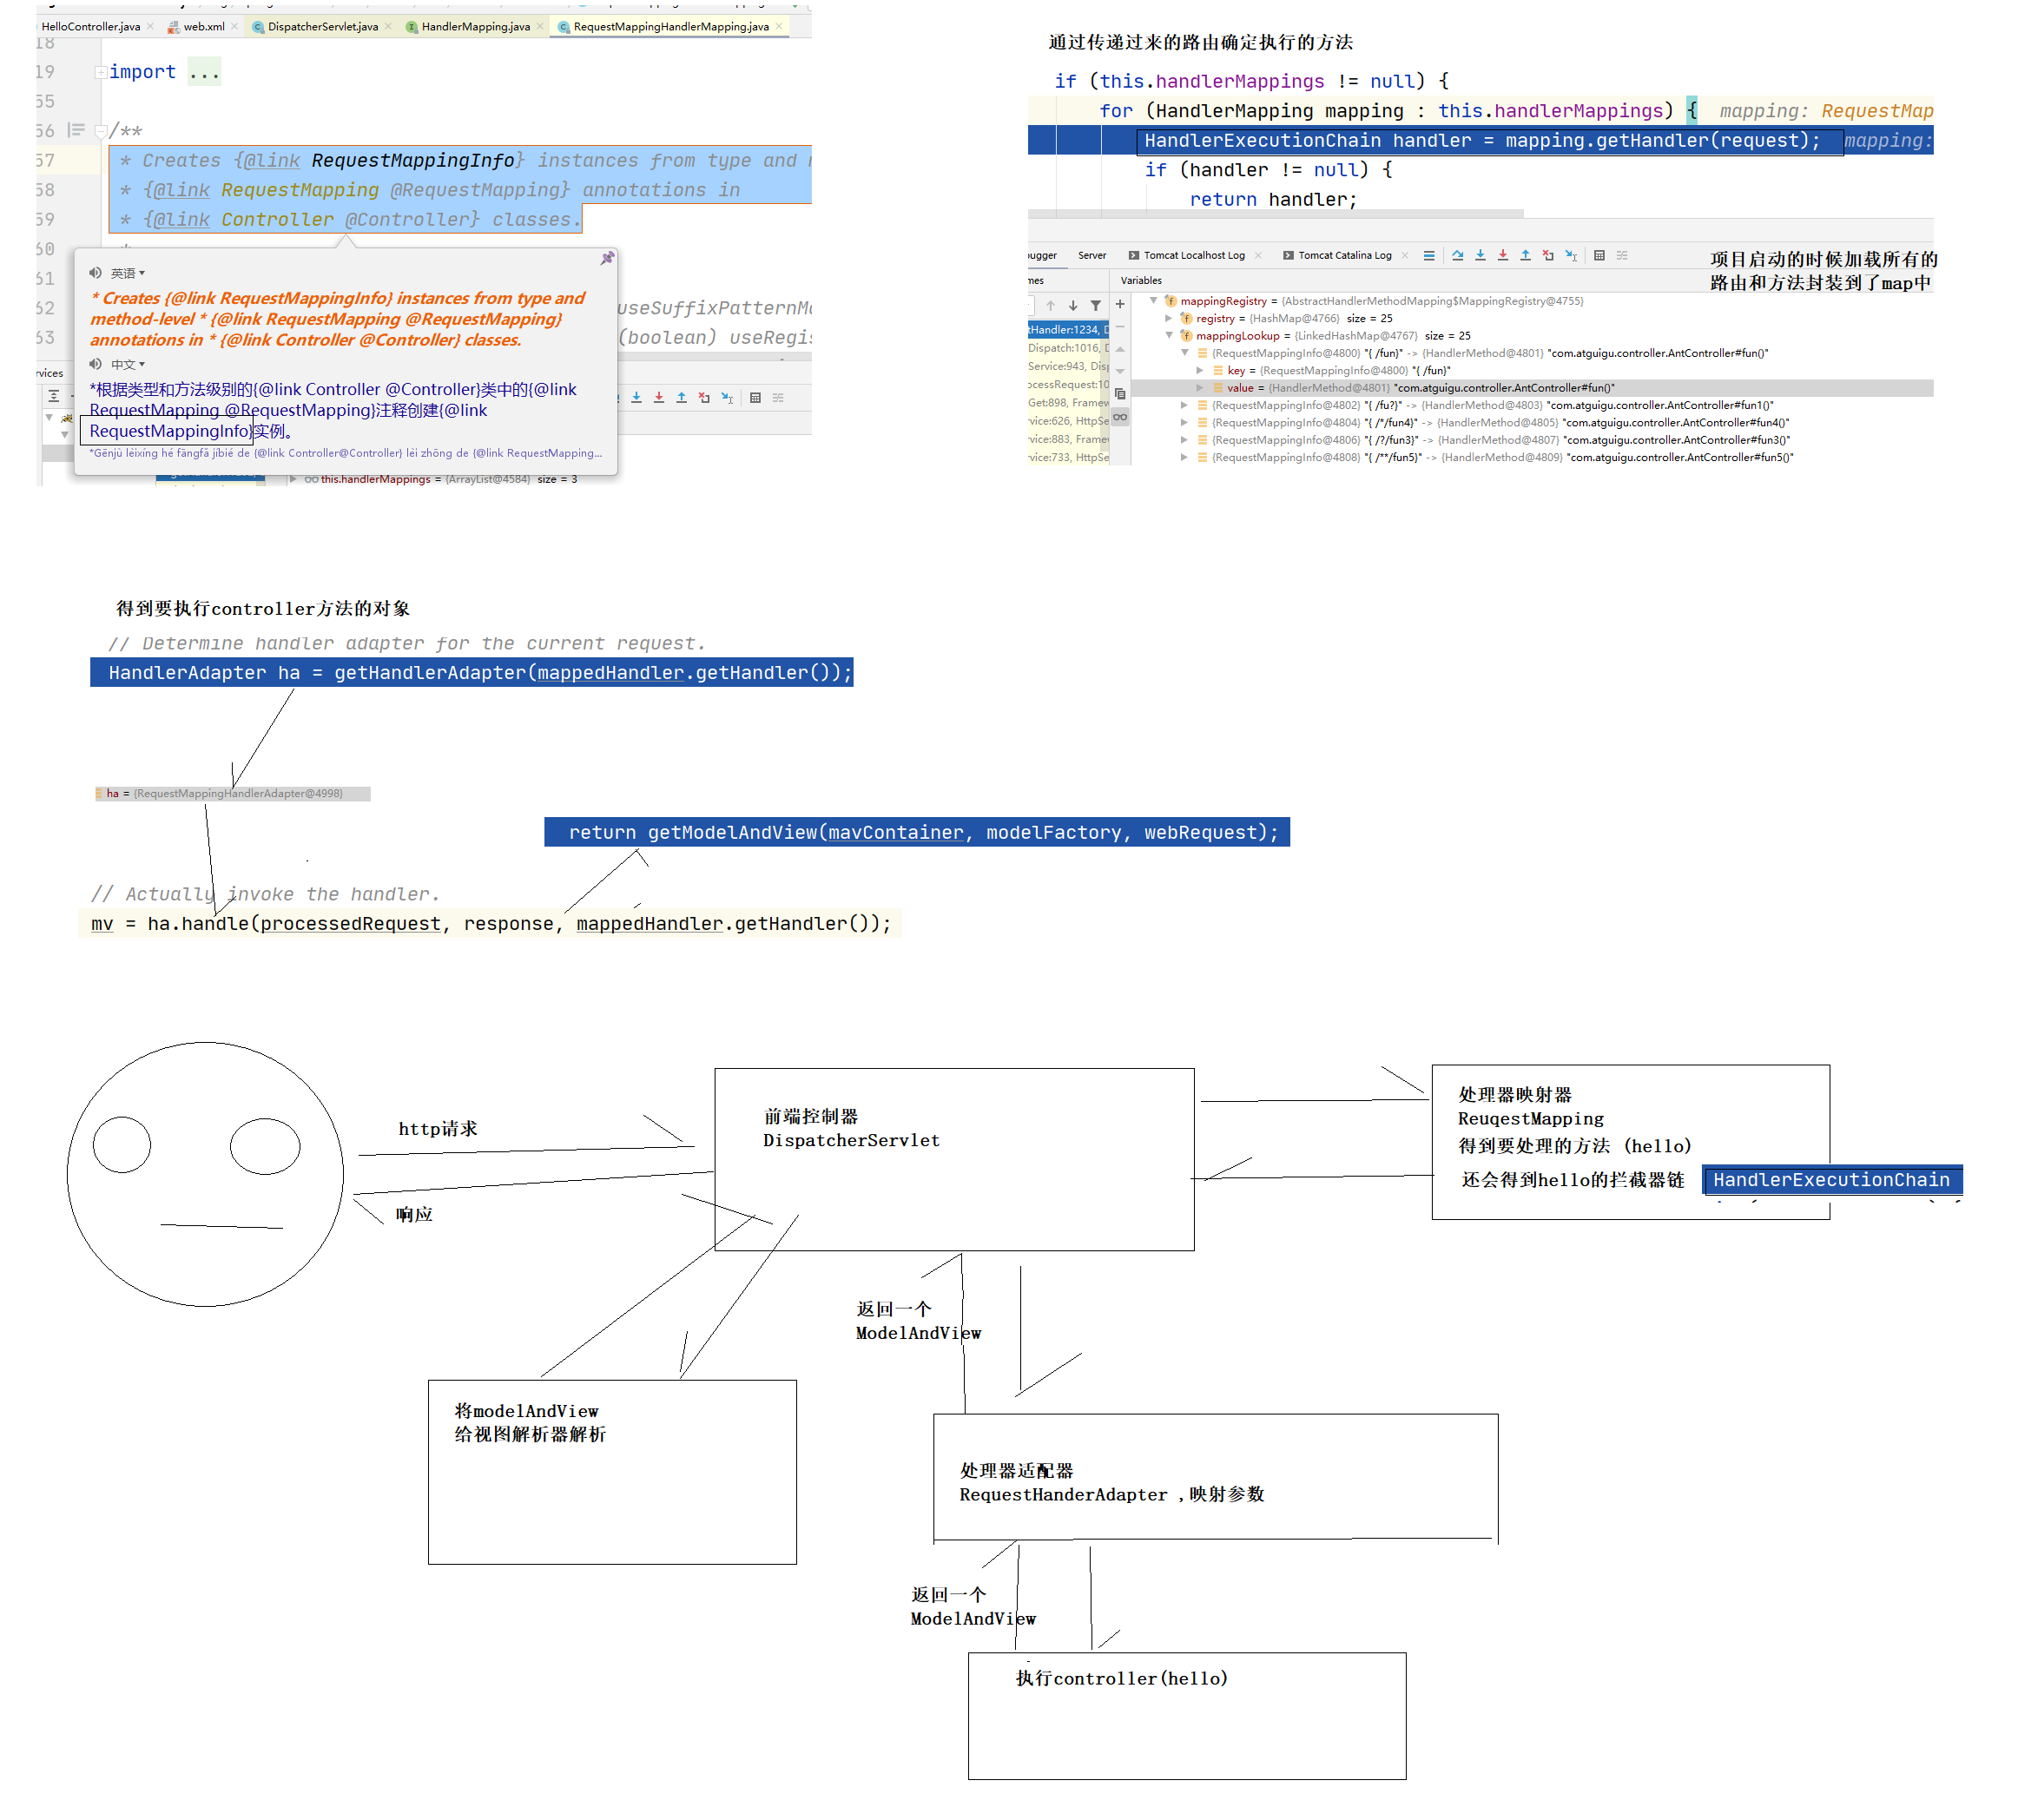 HelloController.java
web.xml
DispatcherServlet.java
HandlerMapping.java
RequestMappingHandlerMapping.java
18
19
import ...
55
56
/**
57
* Creates {@link RequestMappingInfo} instances from type and
58
* {@link RequestMapping @RequestMapping} annotations in
59
* {@link Controller @Controller} classes.
60
*
61
62
useSuffixPatternMa
63
(boolean) useRegis
英语
* Creates {@link RequestMappingInfo} instances from type and
method-level * {@link RequestMapping @RequestMapping}
annotations in * {@link Controller @Controller} classes.
中文
*根据类型和方法级别的{@link Controller @Controller}类中的{@link
RequestMapping @RequestMapping}注释创建{@link
RequestMappingInfo}实例。
*Gēnjù lèixíng hé fāngfǎ jíbié de {@link Controller@Controller} lèi zhōng de {@link RequestMapping...
rvices
this.handlerMappings = {ArrayList@4584} size = 3
通过传递过来的路由确定执行的方法
if (this.handlerMappings != null) {
for (HandlerMapping mapping : this.handlerMappings) { mapping: RequestMap
HandlerExecutionChain handler = mapping.getHandler(request); mapping:
if (handler != null) {
return handler;
bugger
Server
Tomcat Localhost Log
Tomcat Catalina Log
项目启动的时候加载所有的
路由和方法封装到了map中
mes
Variables
tHandler:1234, D
Dispatch:1016, D
Service:943, Disp
ocessRequest:10
Get:898, Framew
rvice:626, HttpSe
rvice:883, Frame
rvice:733, HttpSe
mappingRegistry = {AbstractHandlerMethodMapping$MappingRegistry@4755}
registry = {HashMap@4766} size = 25
mappingLookup = {LinkedHashMap@4767} size = 25
{RequestMappingInfo@4800} "{ /fun}" -> {HandlerMethod@4801} "com.atguigu.controller.AntController#fun()"
key = {RequestMappingInfo@4800} "{ /fun}"
value = {HandlerMethod@4801} "com.atguigu.controller.AntController#fun()"
{RequestMappingInfo@4802} "{ /fu?}" -> {HandlerMethod@4803} "com.atguigu.controller.AntController#fun1()"
{RequestMappingInfo@4804} "{ /*/fun4}" -> {HandlerMethod@4805} "com.atguigu.controller.AntController#fun4()"
{RequestMappingInfo@4806} "{ /?/fun3}" -> {HandlerMethod@4807} "com.atguigu.controller.AntController#fun3()"
{RequestMappingInfo@4808} "{ /**/fun5}" -> {HandlerMethod@4809} "com.atguigu.controller.AntController#fun5()"
得到要执行controller方法的对象
// Determine handler adapter for the current request.
HandlerAdapter ha = getHandlerAdapter(mappedHandler.getHandler());
ha = {RequestMappingHandlerAdapter@4998}
return getModelAndView(mavContainer, modelFactory, webRequest);
// Actually invoke the handler.
mv = ha.handle(processedRequest, response, mappedHandler.getHandler());
http请求
响应
前端控制器
DispatcherServlet
处理器映射器
ReuqestMapping
得到要处理的方法 (hello)
还会得到hello的拦截器链 HandlerExecutionChain
返回一个
ModelAndView
将modelAndView
给视图解析器解析
处理器适配器
RequestHanderAdapter ,映射参数
返回一个
ModelAndView
执行controller(hello)